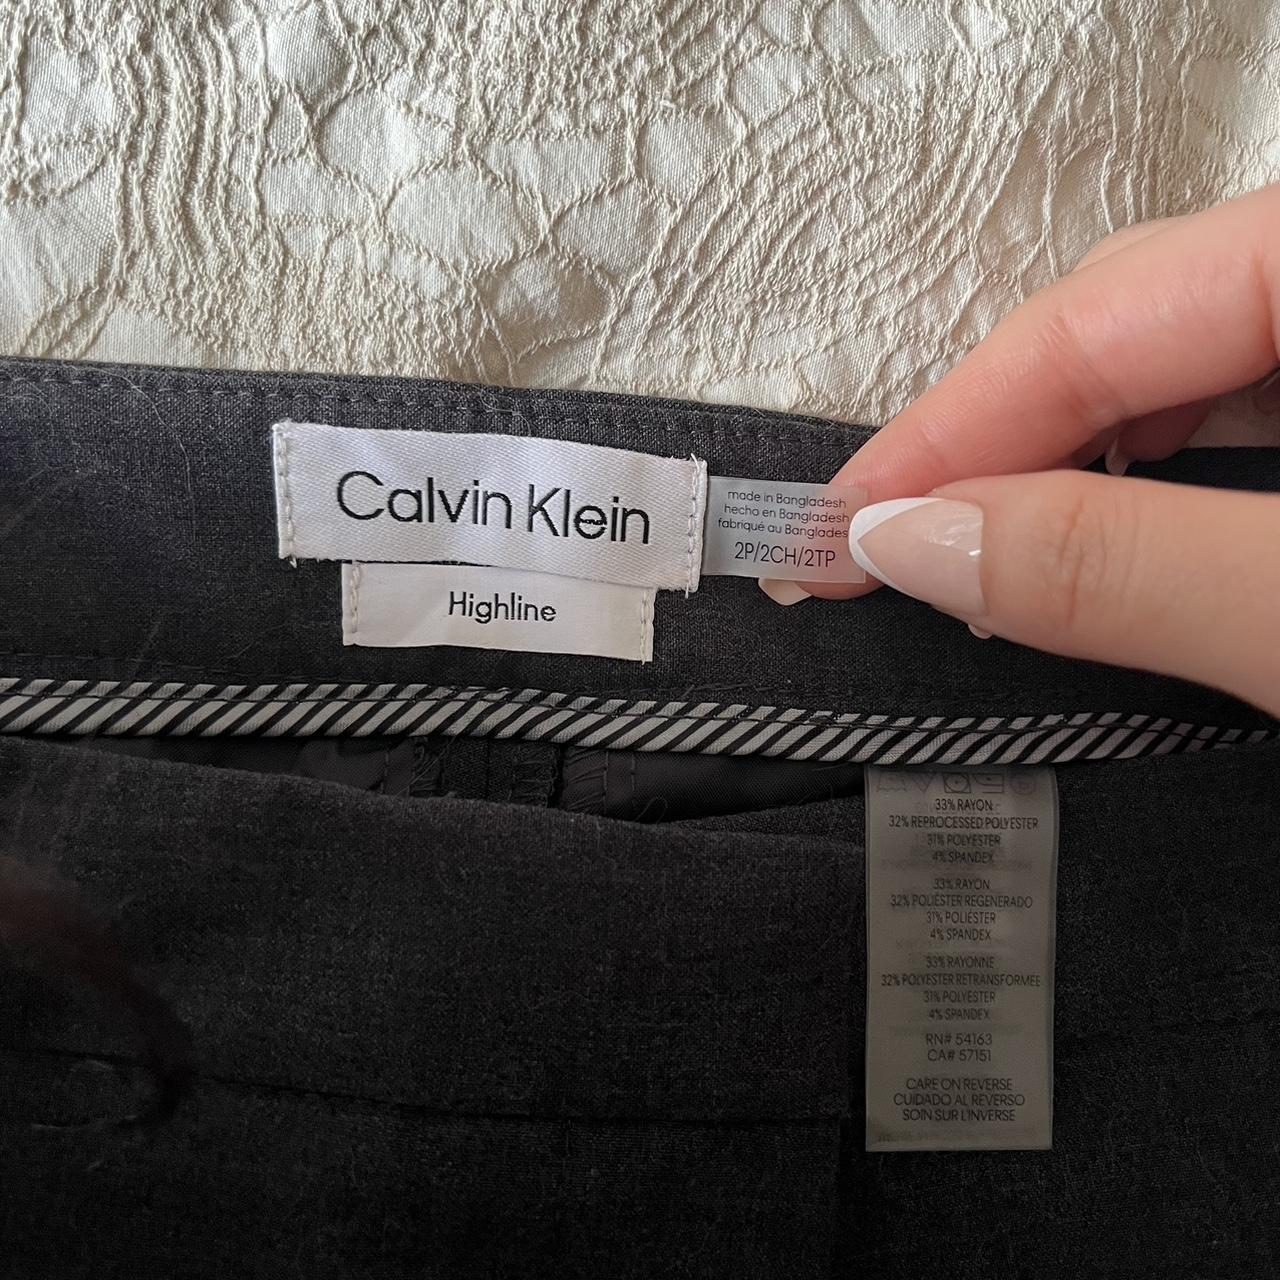 Calvin Klein
Highline
made in Bangladesh
hecho en Bangladesh
fabriqué au Banglades
2P/2CH/2TP
33% RAYON
32% REPROCESSED POLYESTER
31% POLYESTER
4% SPANDEX
33% RAYON
32% POLIÉSTER REGENERADO
31% POLIÉSTER
4% SPANDEX
33% RAYONNE
32% POLYESTER RETRANSFORMÉE
31% POLYESTER
4% SPANDEX
RN# 54163
CA# 57151
CARE ON REVERSE
CUIDADO AL REVERSO
SOIN SUR L'INVERSE